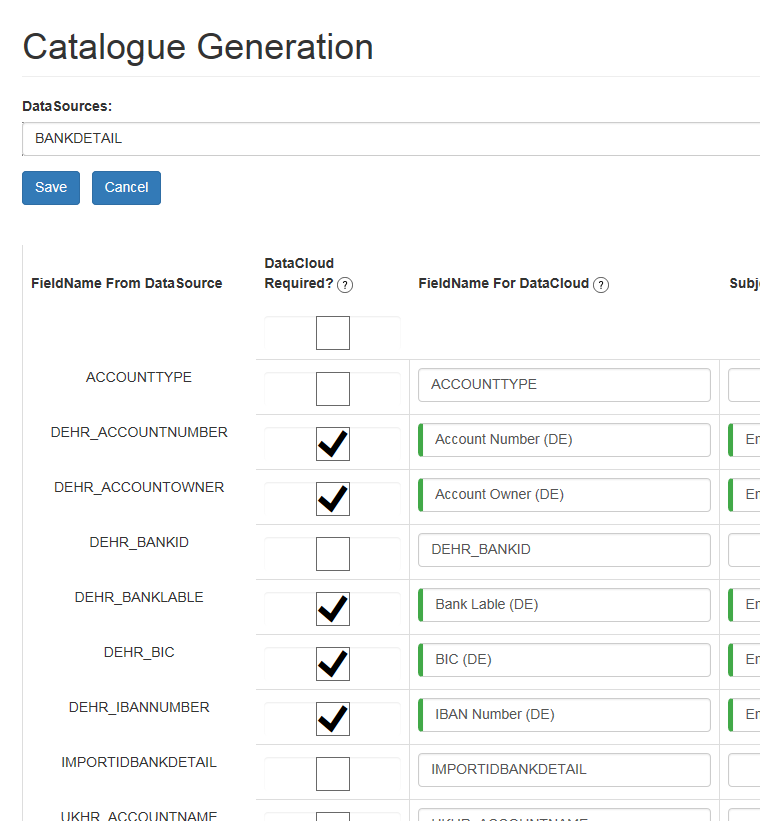 Catalogue Generation
DataSources:
BANKDETAIL
Save Cancel
FieldName From DataSource DataCloud Required? ? FieldName For DataCloud ? Subj
ACCOUNTTYPE ACCOUNTTYPE
DEHR_ACCOUNTNUMBER Account Number (DE) En
DEHR_ACCOUNTOWNER Account Owner (DE) En
DEHR_BANKID DEHR_BANKID
DEHR_BANKLABLE Bank Lable (DE) En
DEHR_BIC BIC (DE) En
DEHR_IBANNUMBER IBAN Number (DE) En
IMPORTIDBANKDETAIL IMPORTIDBANKDETAIL
UKHR_ACCOUNTNAME UKHR_ACCOUNTNAME